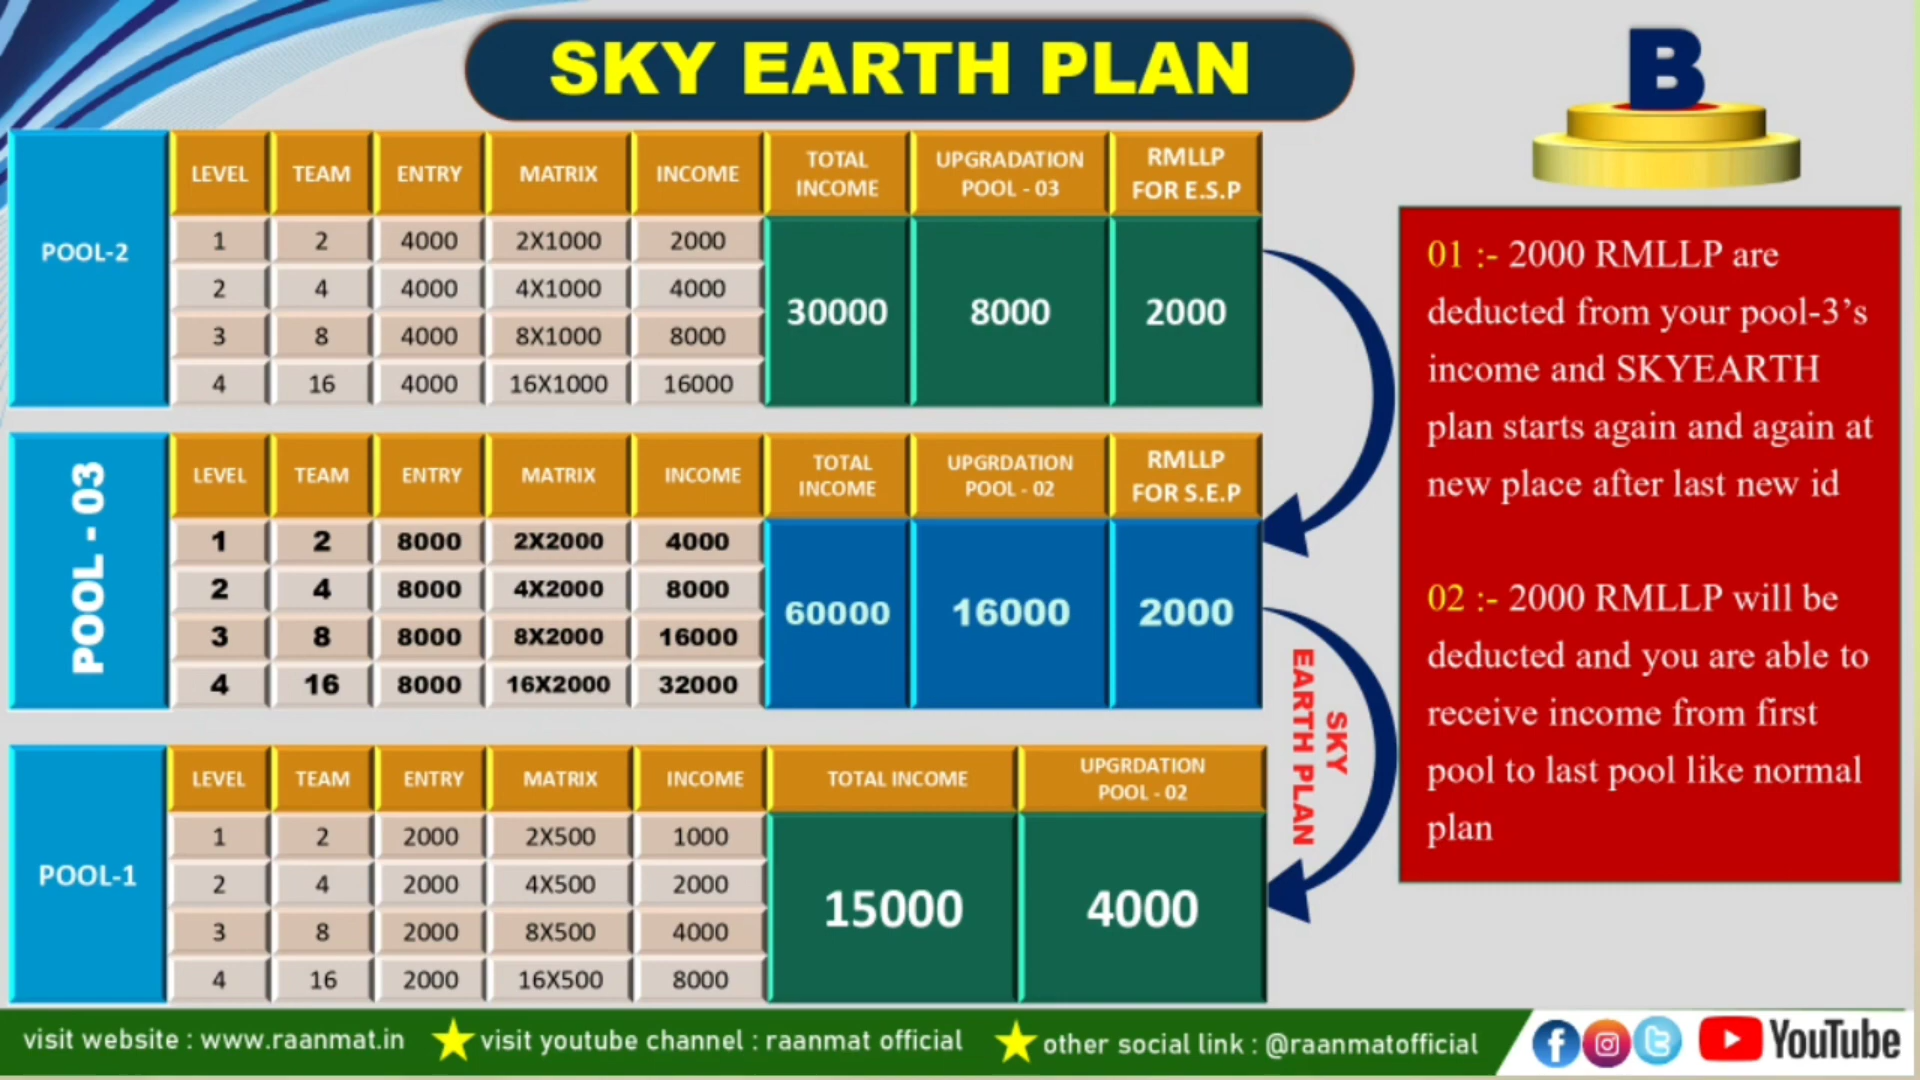 SKY EARTH PLAN
B
POOL-2
LEVEL TEAM ENTRY MATRIX INCOME TOTAL INCOME UPGRADATION POOL - 03 RMLLP FOR E.S.P
1 2 4000 2X1000 2000
2 4 4000 4X1000 4000
3 8 4000 8X1000 8000
4 16 4000 16X1000 16000
30000 8000 2000
POOL - 03
LEVEL TEAM ENTRY MATRIX INCOME TOTAL INCOME UPGRDATION POOL - 02 RMLLP FOR S.E.P
1 2 8000 2X2000 4000
2 4 8000 4X2000 8000
3 8 8000 8X2000 16000
4 16 8000 16X2000 32000
60000 16000 2000
SKY
EARTH PLAN
POOL-1
LEVEL TEAM ENTRY MATRIX INCOME TOTAL INCOME UPGRDATION POOL - 02
1 2 2000 2X500 1000
2 4 2000 4X500 2000
3 8 2000 8X500 4000
4 16 2000 16X500 8000
15000 4000
01 :- 2000 RMLLP are
deducted from your pool-3’s
income and SKYEARTH
plan starts again and again at
new place after last new id
02 :- 2000 RMLLP will be
deducted and you are able to
receive income from first
pool to last pool like normal
plan
visit website : www.raanmat.in visit youtube channel : raanmat official other social link : @raanmatofficial YouTube